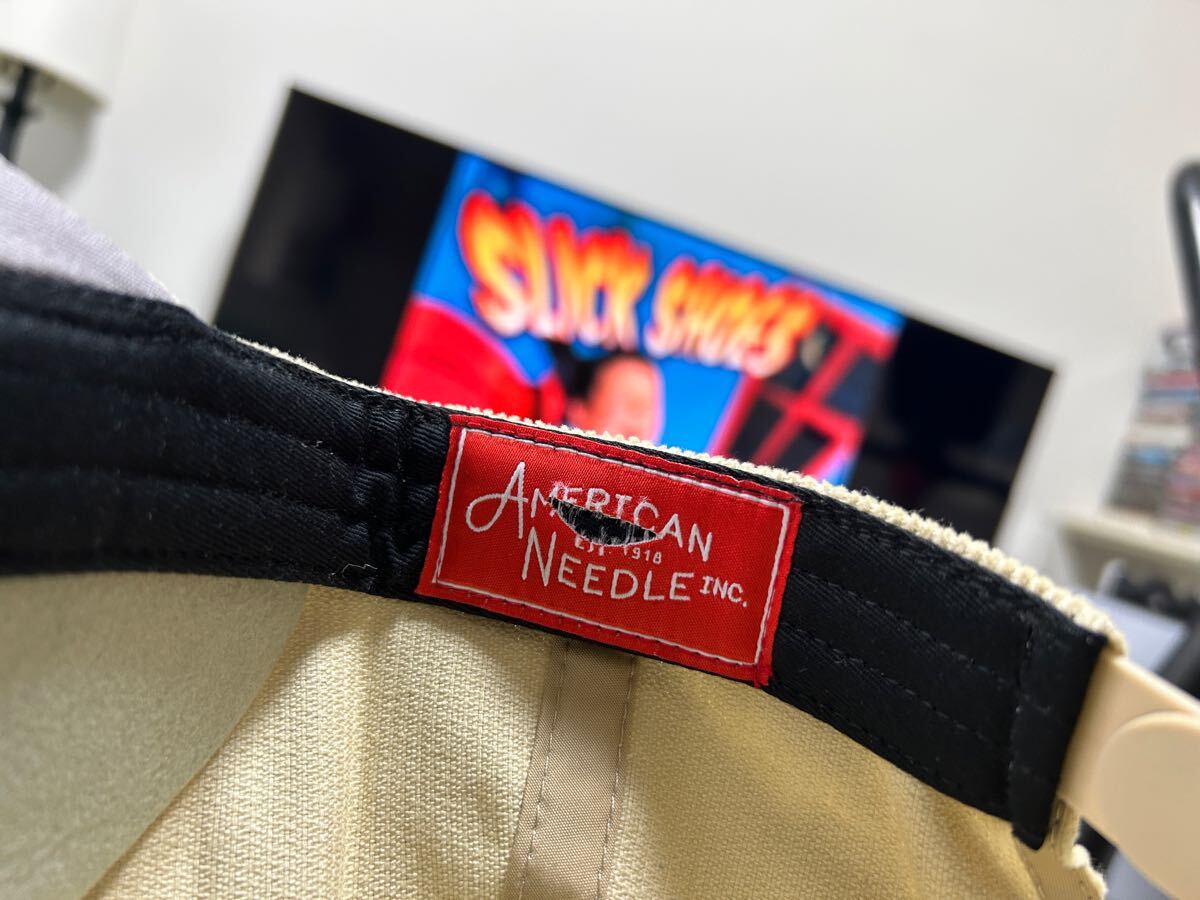 SLICK SHOES
AMERICAN
EST 1918
NEEDLE INC.